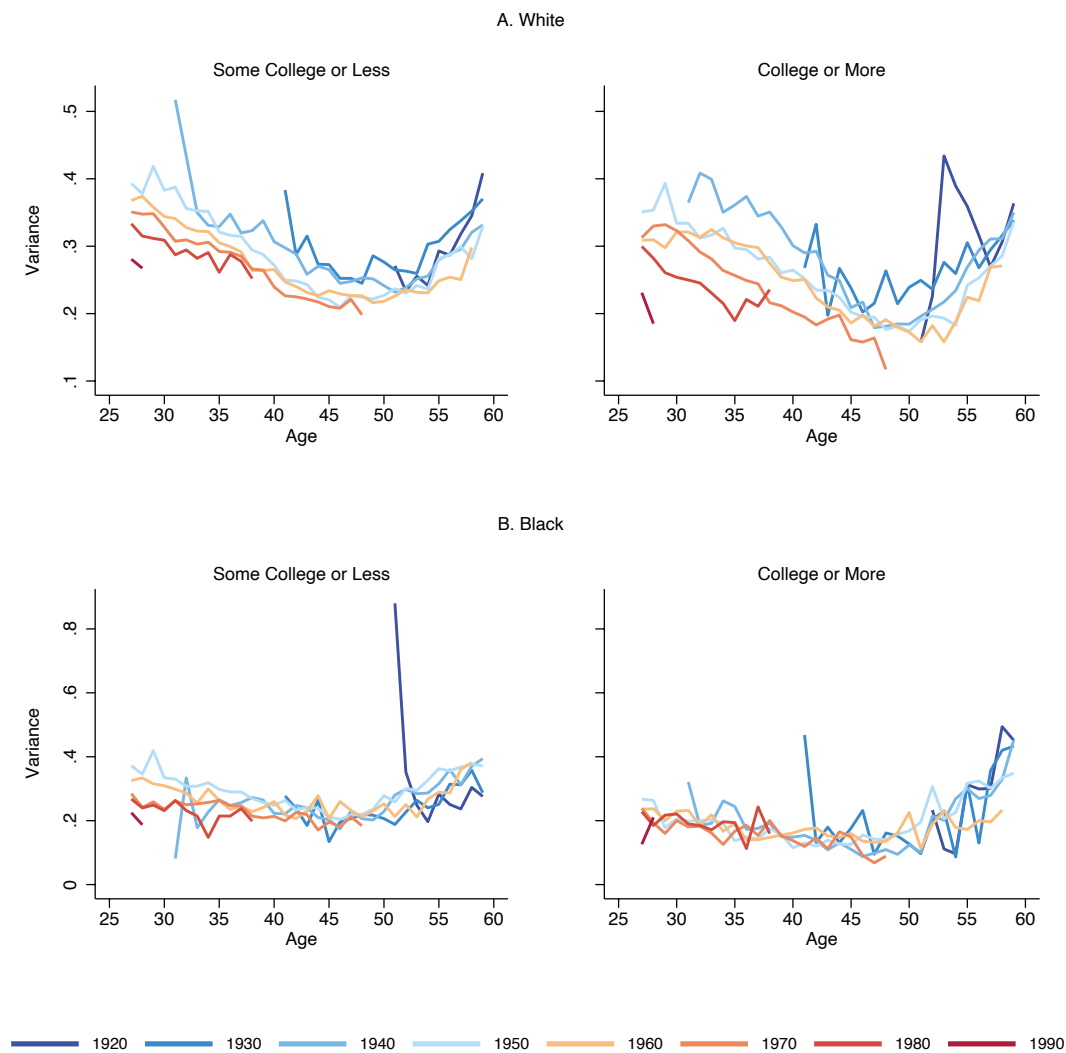 A. White
Some College or Less
College or More
Variance
.5
.4
.3
.2
.1
25 30 35 40 45 50 55 60
25 30 35 40 45 50 55 60
Age
Age
B. Black
Some College or Less
College or More
Variance
.8
.6
.4
.2
0
25 30 35 40 45 50 55 60
25 30 35 40 45 50 55 60
Age
Age
1920 1930 1940 1950 1960 1970 1980 1990